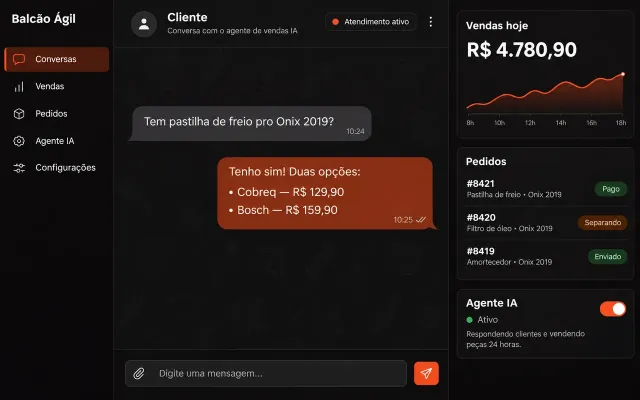 Balcão Ágil
Conversas
Vendas
Pedidos
Agente IA
Configurações
Cliente
Conversa com o agente de vendas IA
Atendimento ativo
Tem pastilha de freio pro Onix 2019?
10:24
Tenho sim! Duas opções:
• Cobreq — R$ 129,90
• Bosch — R$ 159,90
10:25
Digite uma mensagem...
Vendas hoje
R$ 4.780,90
8h 10h 12h 14h 16h 18h
Pedidos
#8421
Pastilha de freio • Onix 2019
Pago
#8420
Filtro de óleo • Onix 2019
Separando
#8419
Amortecedor • Onix 2019
Enviado
Agente IA
Ativo
Respondendo clientes e vendendo
peças 24 horas.